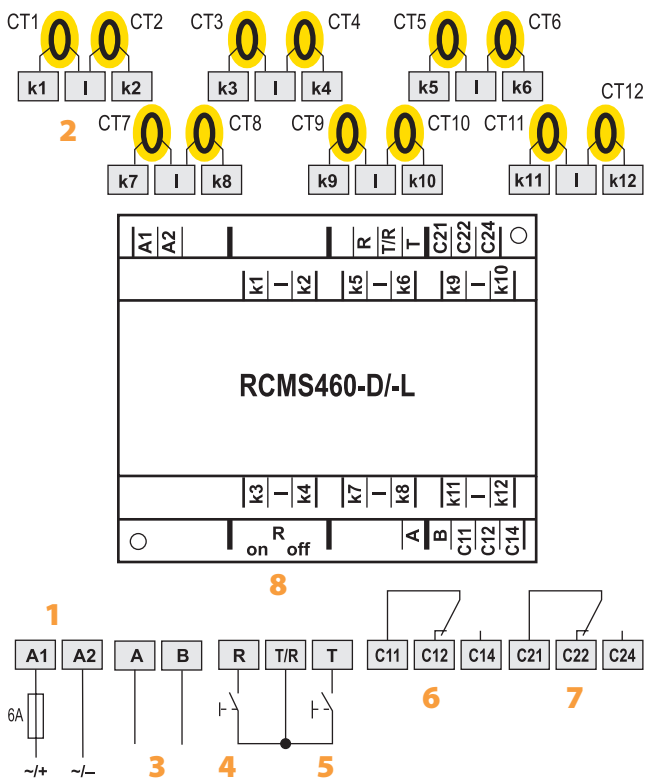 CT1 CT2 CT3 CT4 CT5 CT6
k1 I k2 k3 I k4 k5 I k6
CT12
2 CT7 CT8 CT9 CT10 CT11
k7 I k8 k9 I k10 k11 I k12
A1 A2 R T/R T C21 C22 C24
k1 I k2 k5 I k6 k9 I k10
RCMS460-D/-L
k3 I k4 k7 I k8 k11 I k12
R
on off A B C11 C12 C14
8
1
A1 A2 A B R T/R T C11 C12 C14 C21 C22 C24
6 7
6A
~/+ ~/– 3 4 5